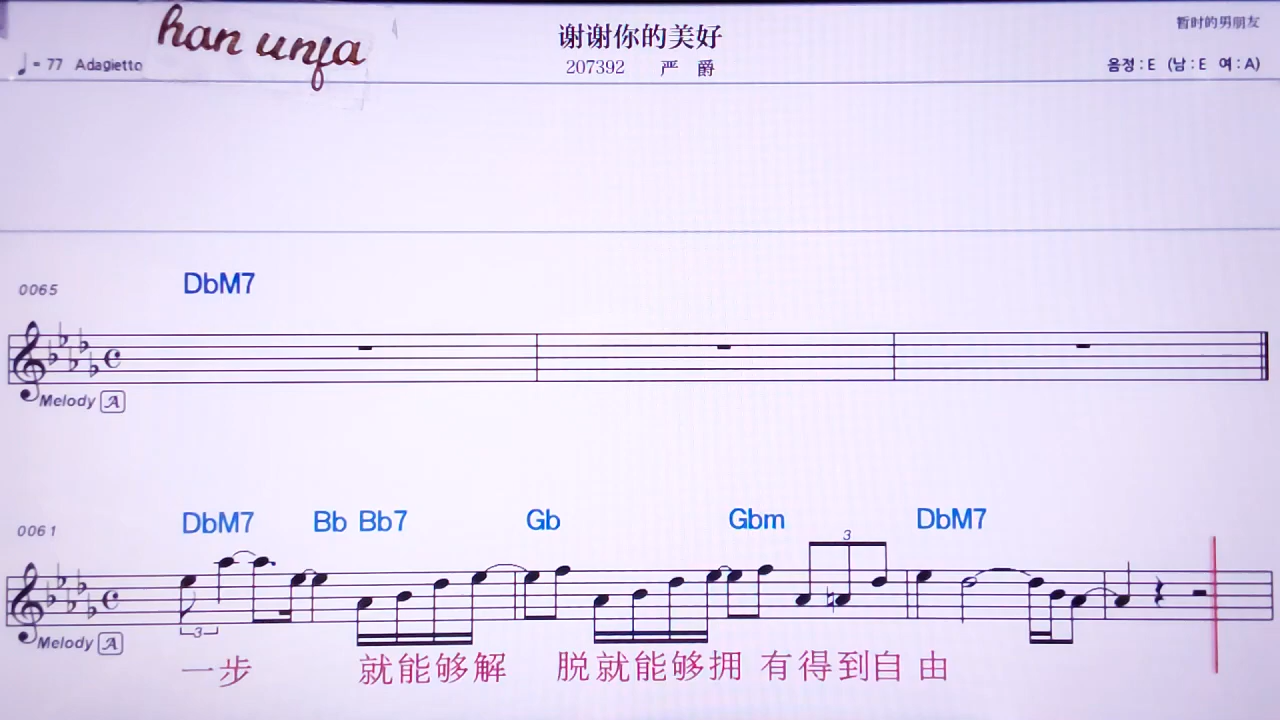 han unfa
谢谢你的美好
暂时的男朋友
♩= 77 Adagietto
207392 严 爵
음정 : E (남 : E 여 : A)
0065
DbM7
Melody A
0061
DbM7 Bb Bb7 Gb Gbm DbM7
3
3
Melody A
一步 就能够解 脱就能够拥 有得到自 由